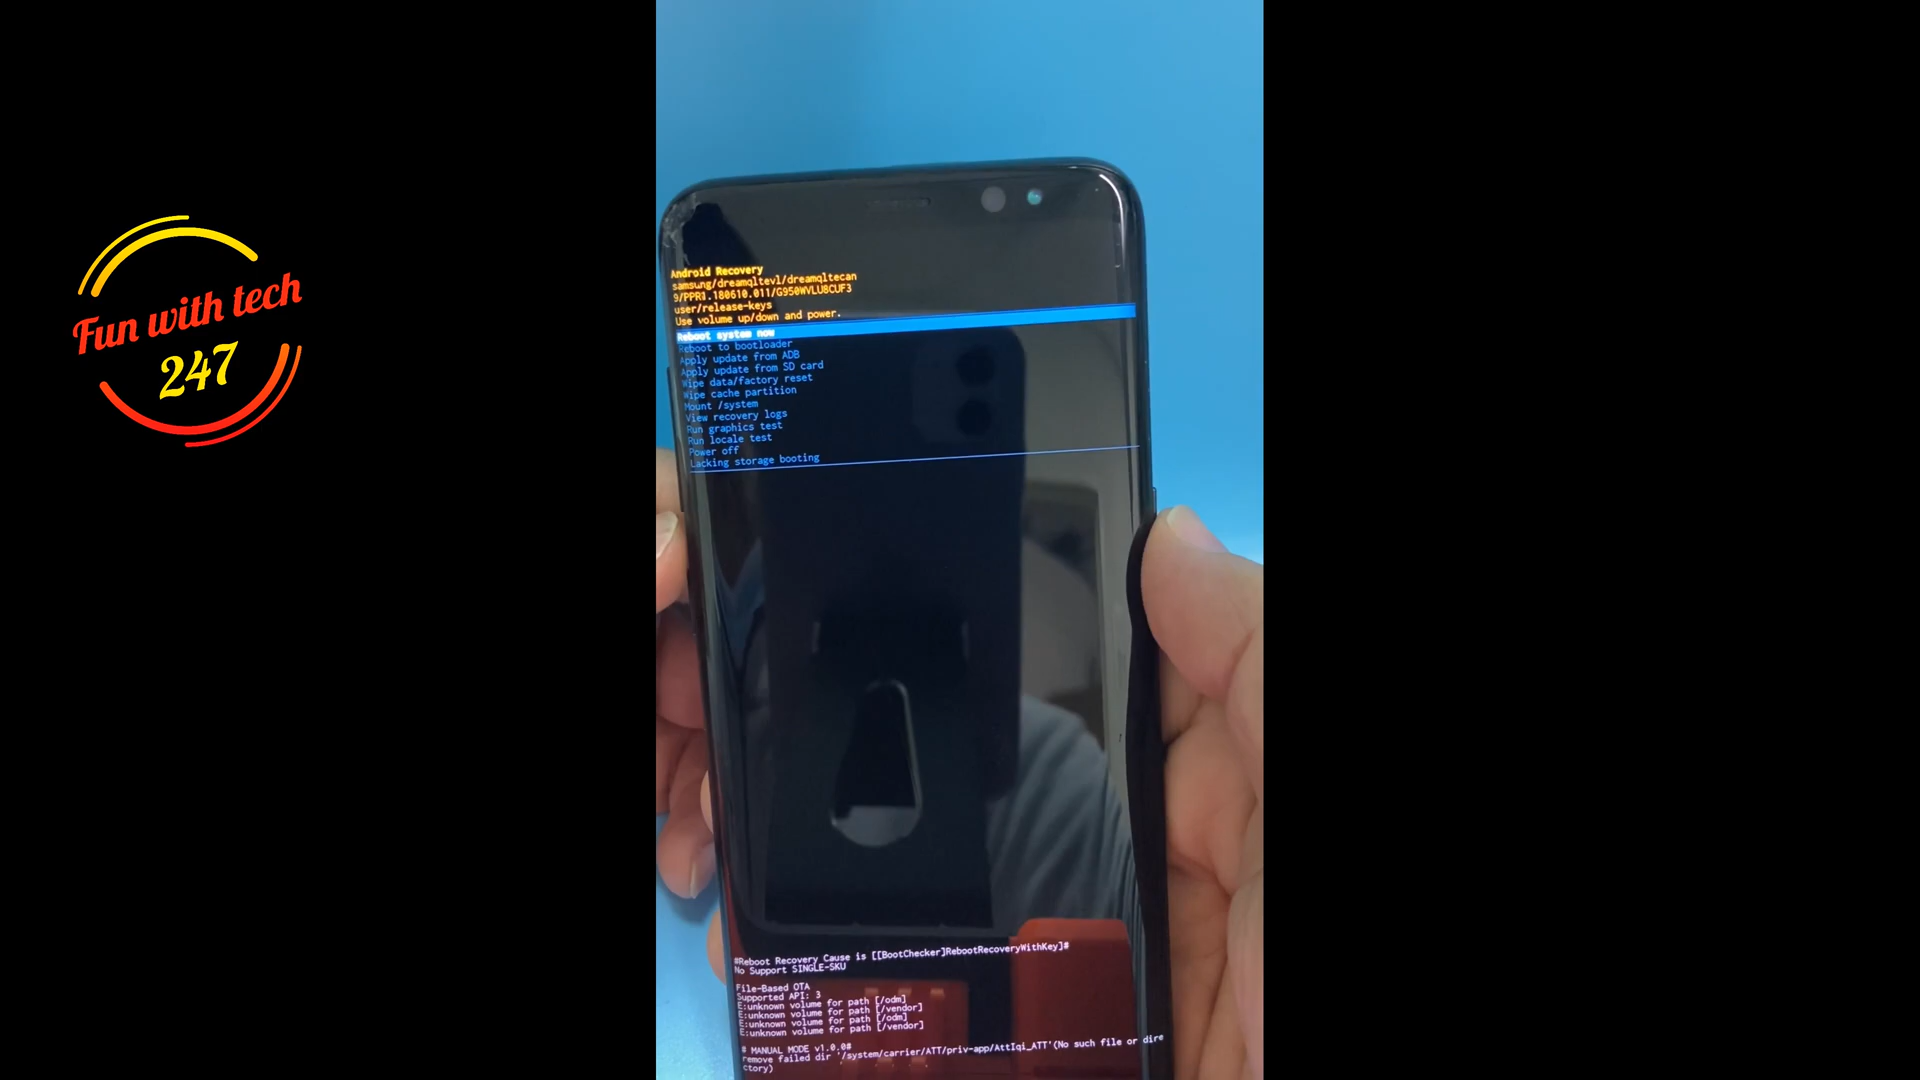 Fun with tech
247
Android Recovery
samsung/dreamqltevl/dreamqltecan
9/PPR1.180610.011/G950WVLU8CUF3
user/release-keys
Use volume up/down and power.
Reboot system now
Reboot to bootloader
Apply update from ADB
Apply update from SD card
Wipe data/factory reset
Wipe cache partition
Mount /system
View recovery logs
Run graphics test
Run locale test
Power off
Lacking storage booting
#Reboot Recovery Cause is [[BootChecker]RebootRecoveryWithKey]#
No Support SINGLE-SKU
File-Based OTA
Supported API: 3
E:unknown volume for path [/odm]
E:unknown volume for path [/vendor]
E:unknown volume for path [/odm]
E:unknown volume for path [/vendor]
# MANUAL MODE v1.0.0#
remove failed dir '/system/carrier/ATT/priv-app/AttIqi_ATT'(No such file or dire
ctory)